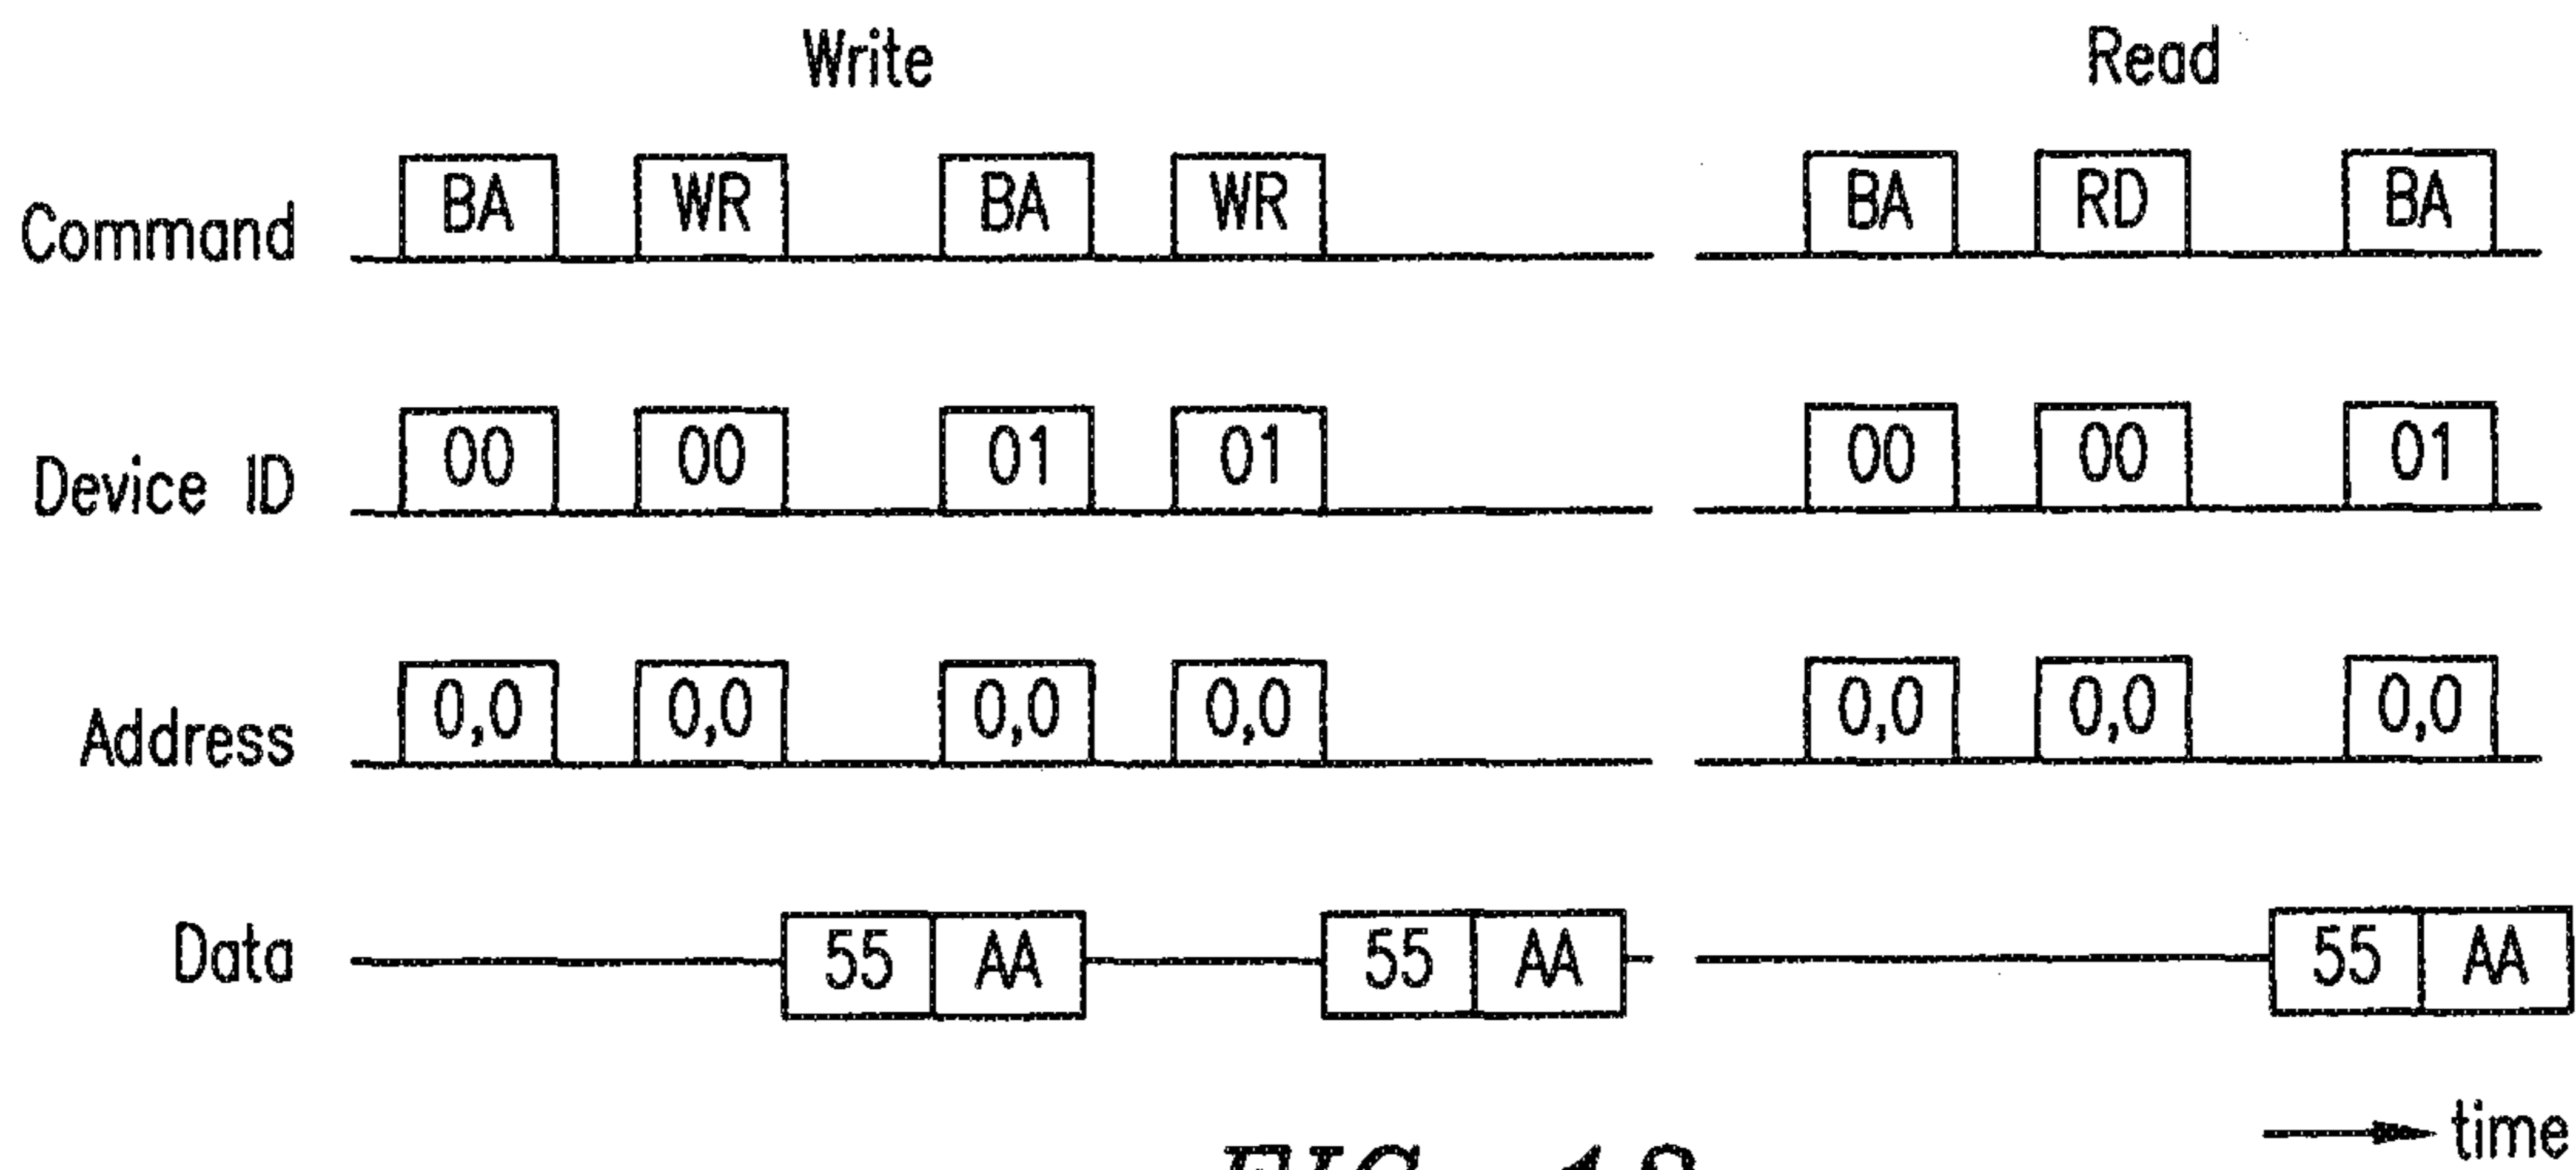 Write Read
Command BA WR BA WR BA RD BA
Device ID 00 00 01 01 00 00 01
Address 0,0 0,0 0,0 0,0 0,0 0,0 0,0
Data 55 AA 55 AA 55 AA
time